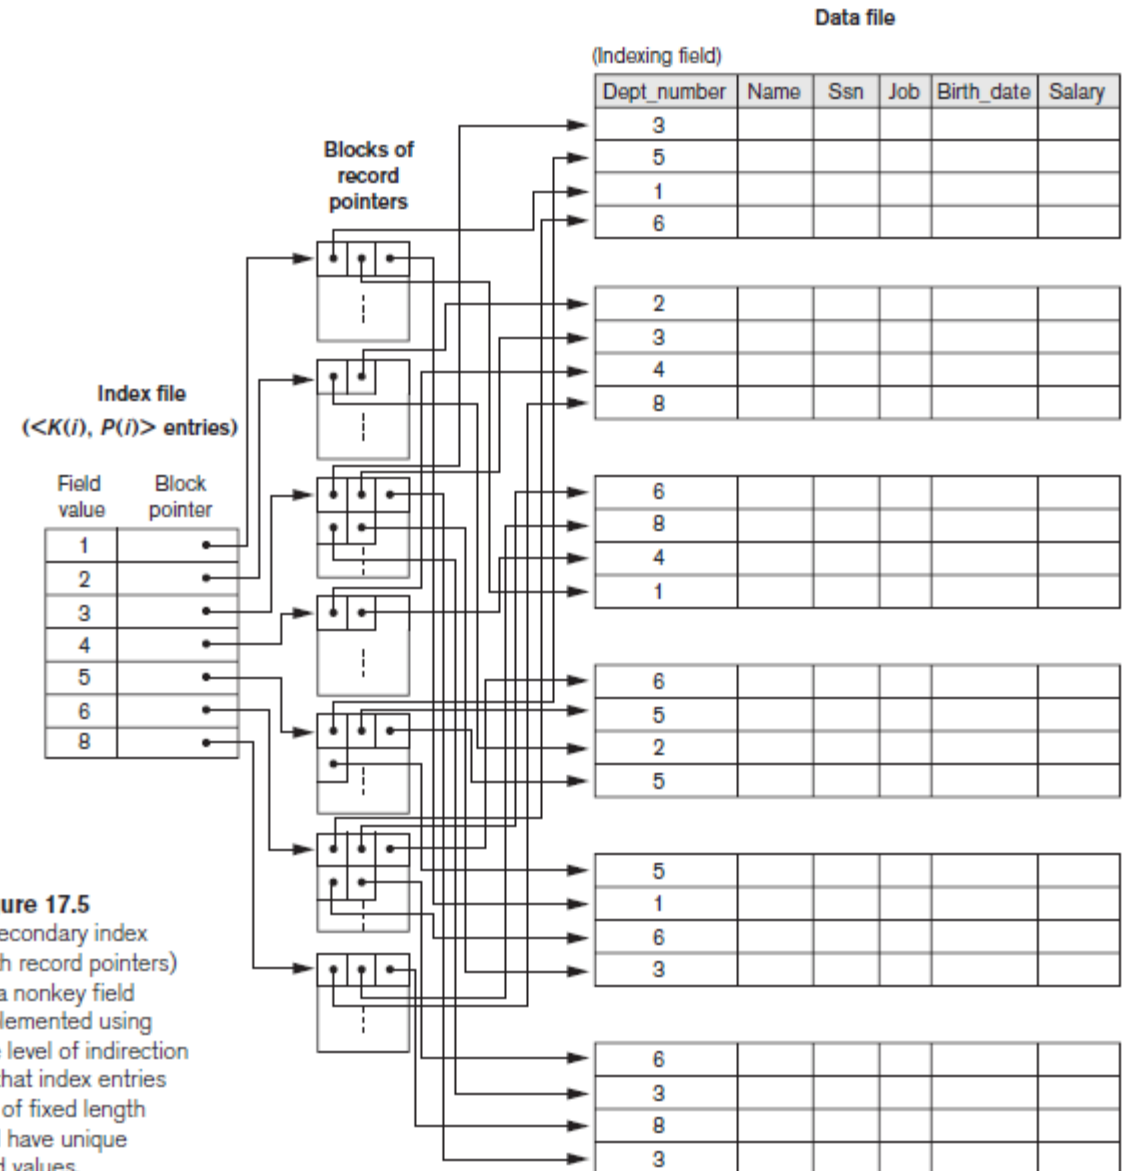 Data file
(Indexing field)
Dept_number Name Ssn Job Birth_date Salary
3
5
1
6
2
3
4
8
6
8
4
1
6
5
2
5
5
1
6
3
6
3
8
3
Blocks of
record
pointers
Index file
(<K(i), P(i)> entries)
Field
value
Block
pointer
1
2
3
4
5
6
8
ure 17.5
econdary index
h record pointers)
a nonkey field
lemented using
level of indirection
hat index entries
of fixed length
have unique
values